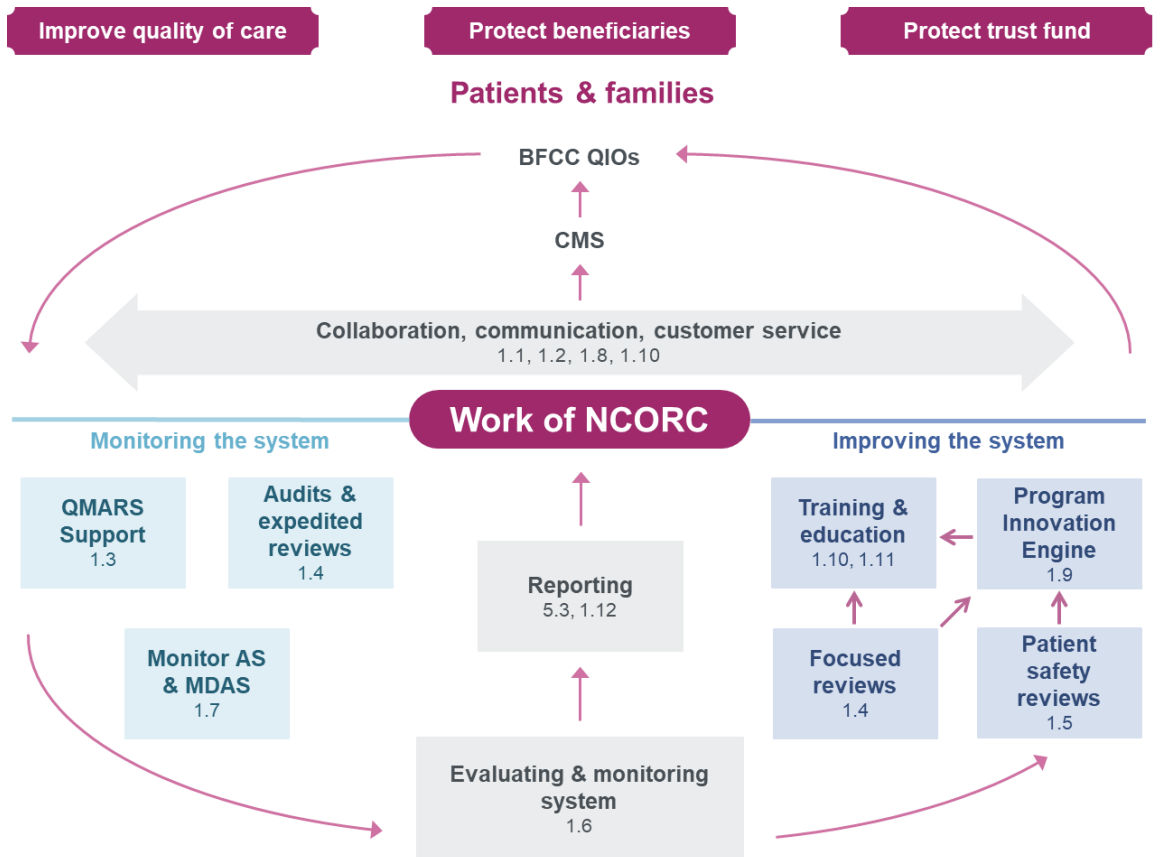 Improve quality of care
Protect beneficiaries
Protect trust fund
Patients & families
BFCC QIOs
CMS
Collaboration, communication, customer service
1.1, 1.2, 1.8, 1.10
Work of NCORC
Monitoring the system
Improving the system
QMARS
Support
1.3
Audits &
expedited
reviews
1.4
Monitor AS
& MDAS
1.7
Reporting
5.3, 1.12
Evaluating & monitoring
system
1.6
Training &
education
1.10, 1.11
Program
Innovation
Engine
1.9
Focused
reviews
1.4
Patient
safety
reviews
1.5